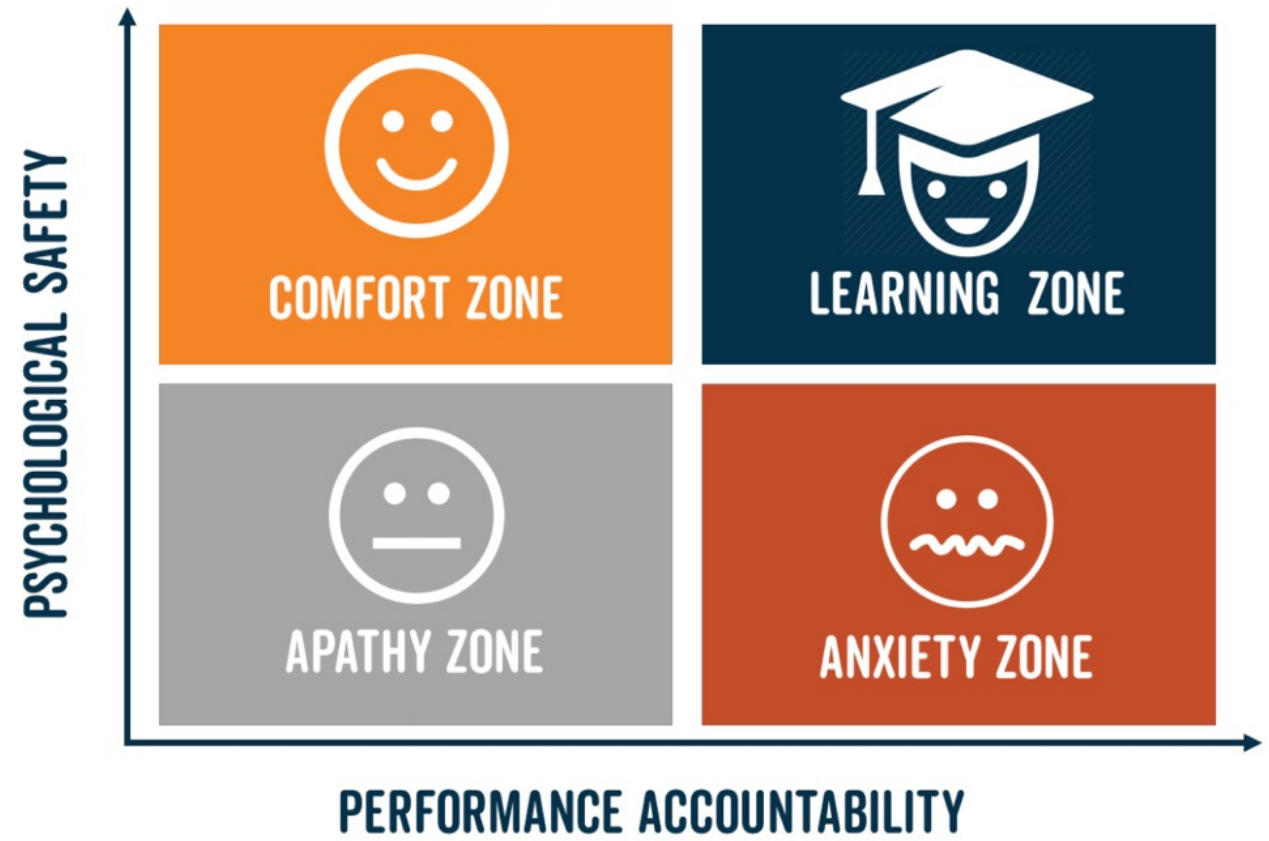 PSYCHOLOGICAL SAFETY
COMFORT ZONE
LEARNING ZONE
APATHY ZONE
ANXIETY ZONE
PERFORMANCE ACCOUNTABILITY